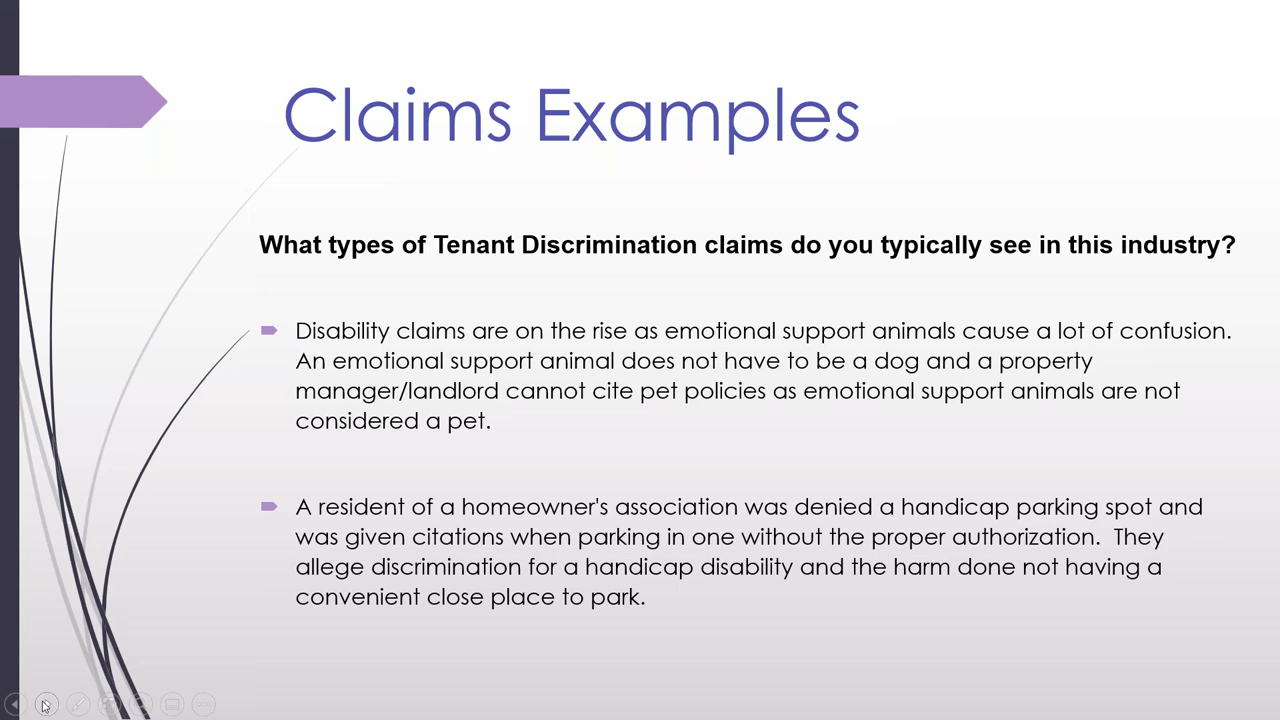 Claims Examples
What types of Tenant Discrimination claims do you typically see in this industry?
Disability claims are on the rise as emotional support animals cause a lot of confusion.
An emotional support animal does not have to be a dog and a property
manager/landlord cannot cite pet policies as emotional support animals are not
considered a pet.
A resident of a homeowner's association was denied a handicap parking spot and
was given citations when parking in one without the proper authorization.  They
allege discrimination for a handicap disability and the harm done not having a
convenient close place to park.